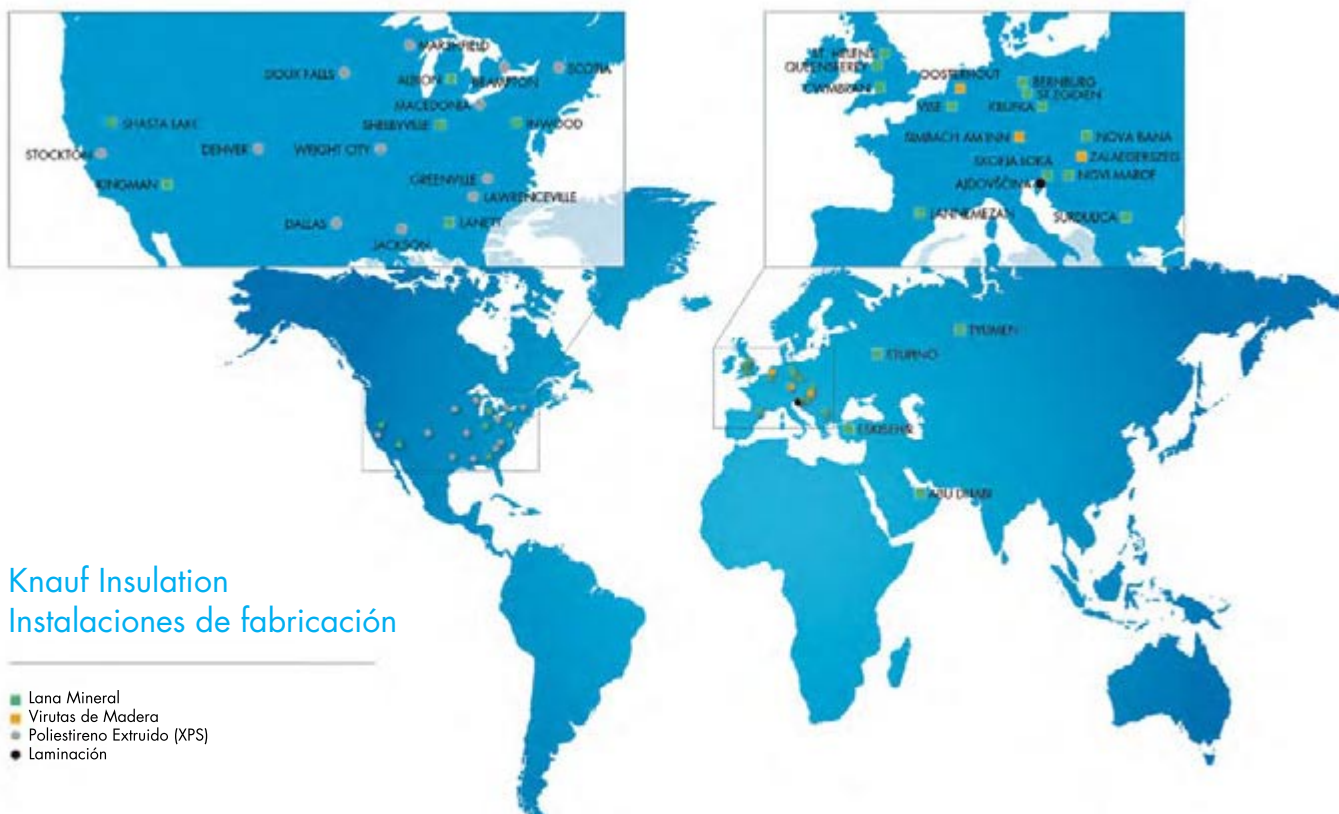 MARSHFIELD
SIOUX FALLS
ALBION
BRAMPTON
SCOTIA
MACEDONIA
SHASTA LAKE
SHELBYVILLE
INWOOD
STOCKTON
DENVER
WRIGHT CITY
KINGMAN
GREENVILLE
LAWRENCEVILLE
DALLAS
LANETT
JACKSON
ST. HELENS
QUEENSFERRY
OOSTERHOUT
BERNBURG
CWMBRAN
ST.EGIDIEN
VISE
KRUPKA
SIMBACH AM INN
NOVA BANA
SKOFJA LOKA
ZALAEGERSZEG
AJDOVŠČINA
NOVI MAROF
LANNEMEZAN
SURDULICA
TYUMEN
STUPINO
ESKISEHIR
ABU DHABI
Knauf Insulation
Instalaciones de fabricación
Lana Mineral
Virutas de Madera
Poliestireno Extruido (XPS)
Laminación